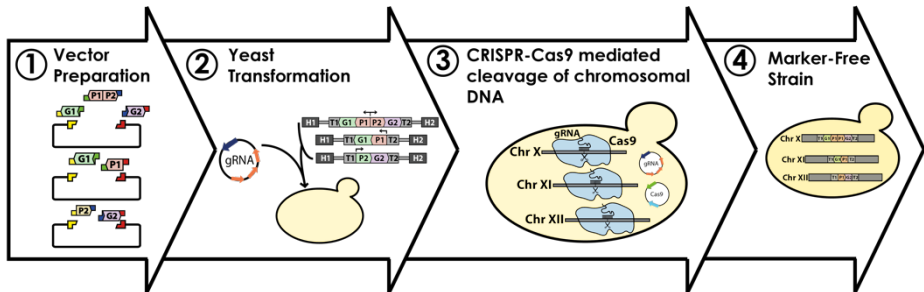 1 Vector
Preparation
P1 P2
G1 G2
G1 P1
P2 G2
2 Yeast
Transformation
gRNA
H1 T1 G1 P1 P2 G2 T2 H2
H1 T1 G1 P1 T2 H2
H1 T1 P2 G2 T2 H2
3 CRISPR-Cas9 mediated
cleavage of chromosomal
DNA
gRNA Cas9
Chr X
gRNA
Chr XI
Cas9
Chr XII
4 Marker-Free
Strain
Chr X
Chr XI
Chr XII